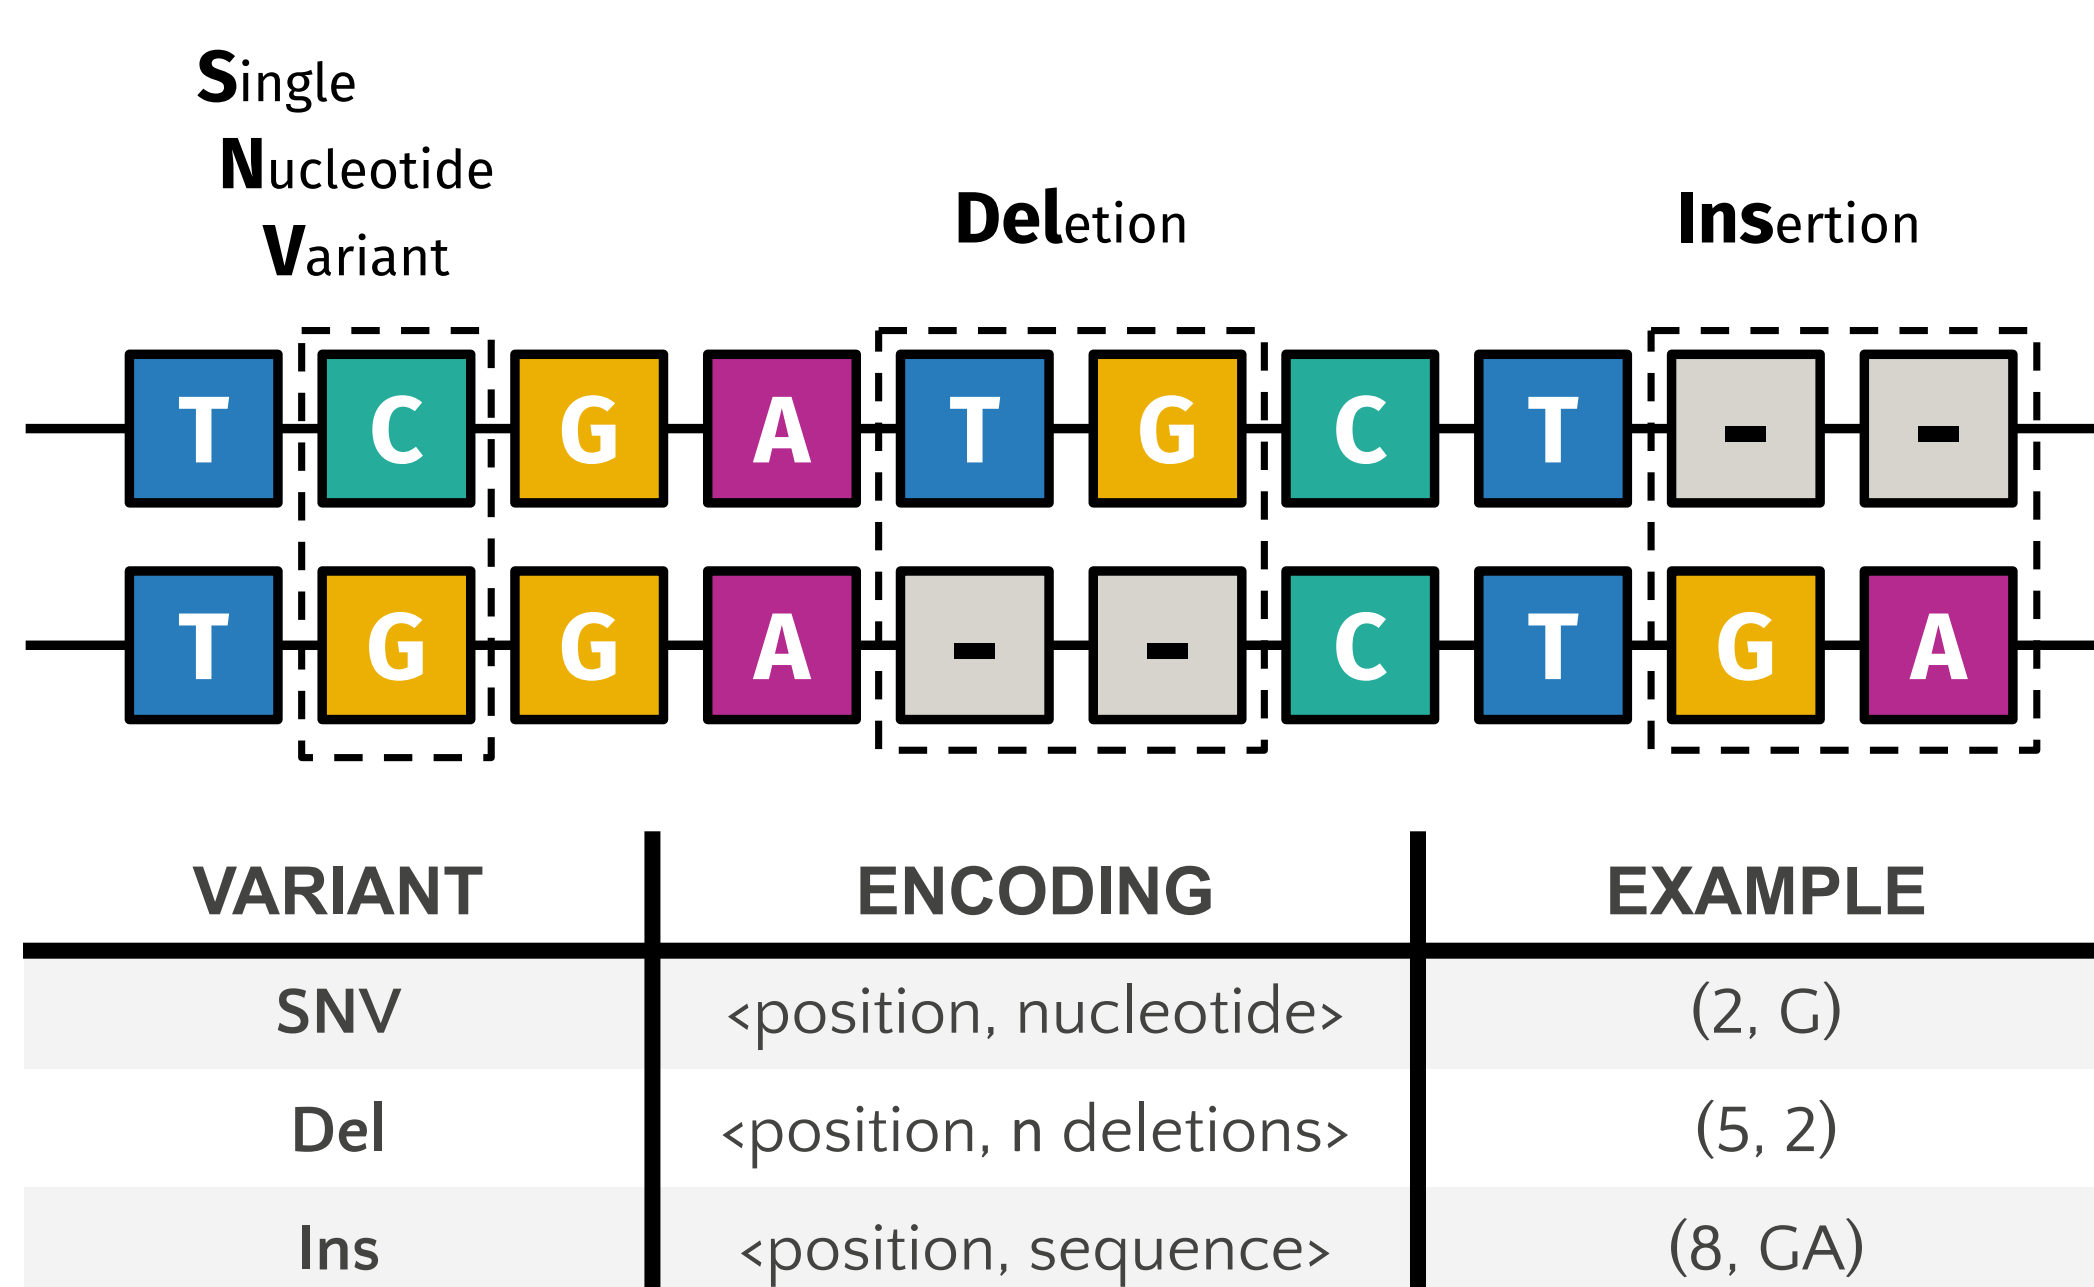 Single
Nucleotide
Variant
Deletion
Insertion
T C G A T G C T - -
T G G A - - C T G A
VARIANT ENCODING EXAMPLE
SNV <position, nucleotide> (2, G)
Del <position, n deletions> (5, 2)
Ins <position, sequence> (8, GA)